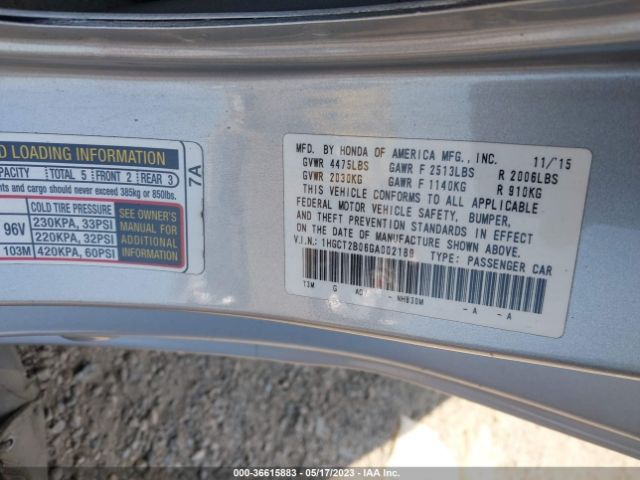 D LOADING INFORMATION
PACITY TOTAL 5 FRONT 2 REAR 3
nts and cargo should never exceed 385kg or 850lbs.
COLD TIRE PRESSURE
96V 230KPA, 33PSI
220KPA, 32PSI
103M 420KPA, 60PSI
SEE OWNER'S
MANUAL FOR
ADDITIONAL
INFORMATION
7A
MFD. BY HONDA OF AMERICA MFG., INC. 11/'15
GVWR 4475LBS GAWR F 2513LBS R 2006LBS
GVWR 2030KG GAWR F 1140KG R 910KG
THIS VEHICLE CONFORMS TO ALL APPLICABLE
FEDERAL MOTOR VEHICLE SAFETY, BUMPER,
AND THEFT PREVENTION STANDARDS IN EFFECT
ON THE DATE OF MANUFACTURE SHOWN ABOVE.
V.I.N.: TYPE: PASSENGER CAR
T3M G NH830M -A -A
000-36615883 - 05/17/2023 - IAA Inc.